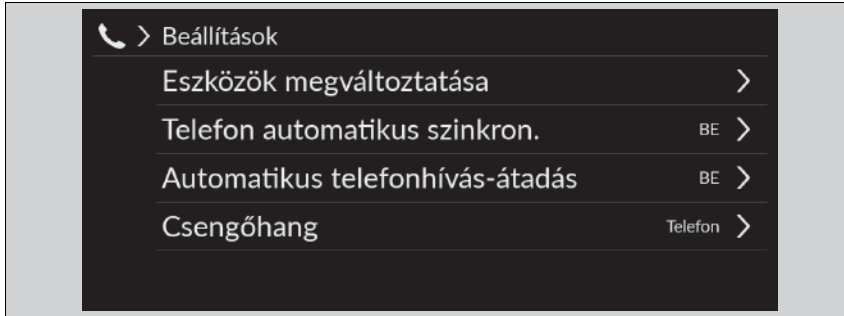 Beállítások
Eszközök megváltoztatása
Telefon automatikus szinkron. BE
Automatikus telefonhívás-átadás BE
Csengőhang Telefon